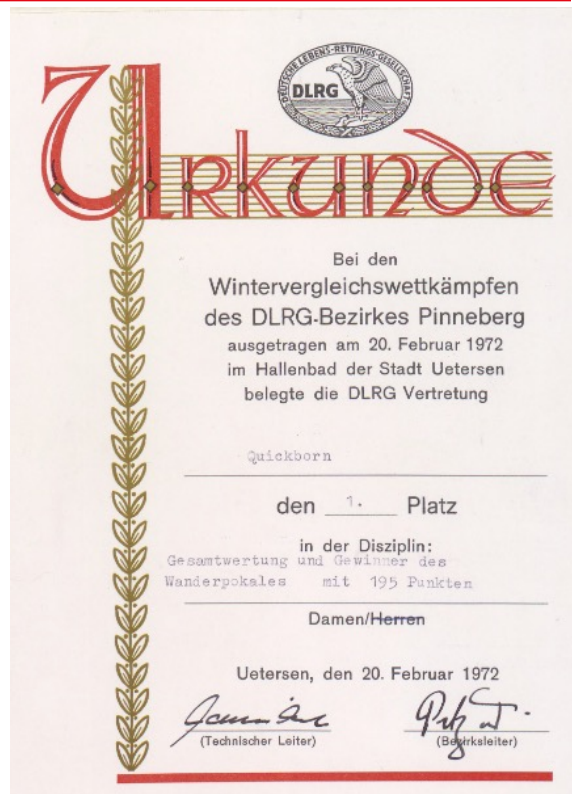 DEUTSCHE LEBENS-RETTUNGS-GESELLSCHAFT
DLRG
Urkunde
Bei den
Wintervergleichswettkämpfen
des DLRG-Bezirkes Pinneberg
ausgetragen am 20. Februar 1972
im Hallenbad der Stadt Uetersen
belegte die DLRG Vertretung
Quickborn
den 1. Platz
in der Disziplin:
Gesamtwertung und Gewinner des
Wanderpokales mit 195 Punkten
Damen/Herren
Uetersen, den 20. Februar 1972
(Technischer Leiter) (Bezirksleiter)